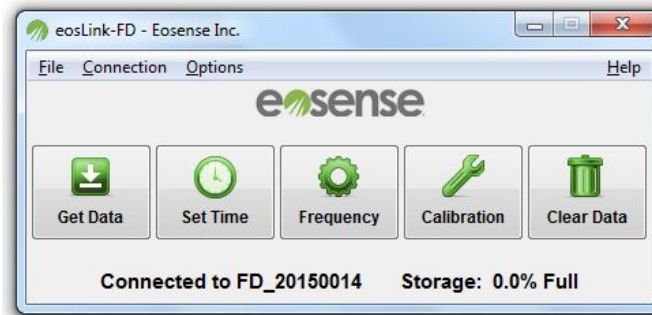 eosLink-FD - Eosense Inc.
File Connection Options Help
eosense
Get Data Set Time Frequency Calibration Clear Data
Connected to FD_20150014 Storage: 0.0% Full